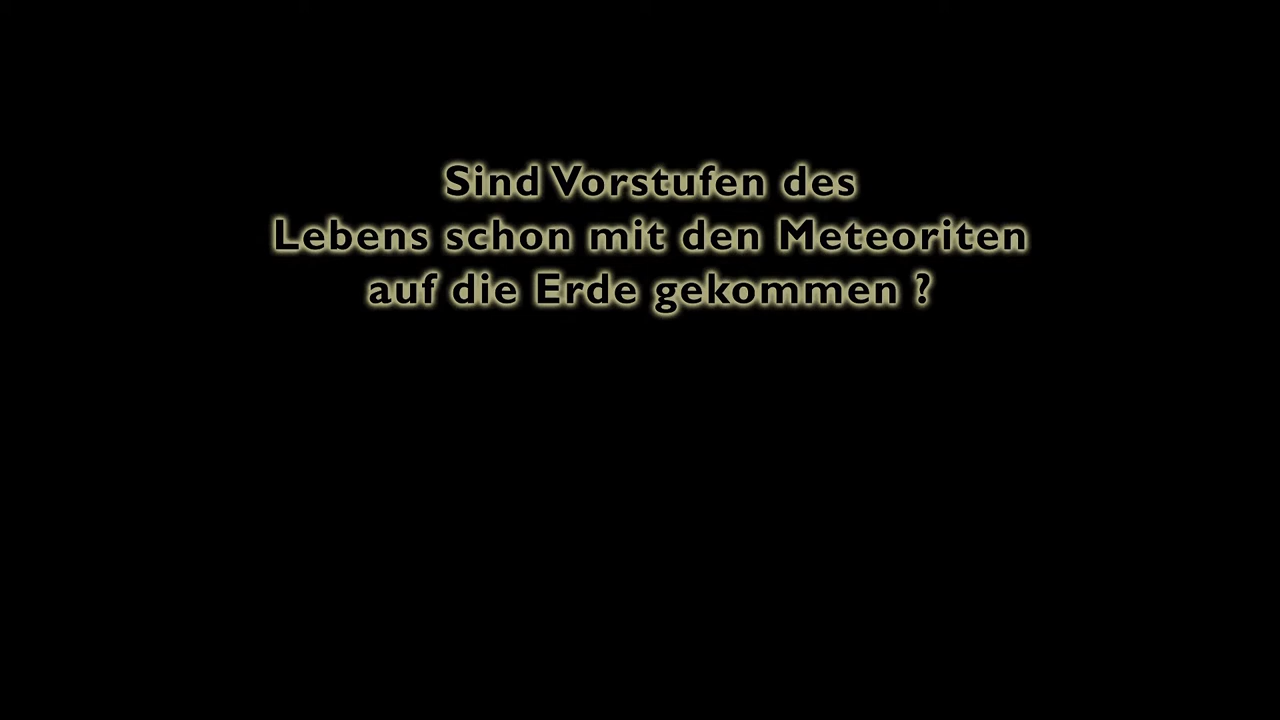 Sind Vorstufen des
Lebens schon mit den Meteoriten
auf die Erde gekommen ?